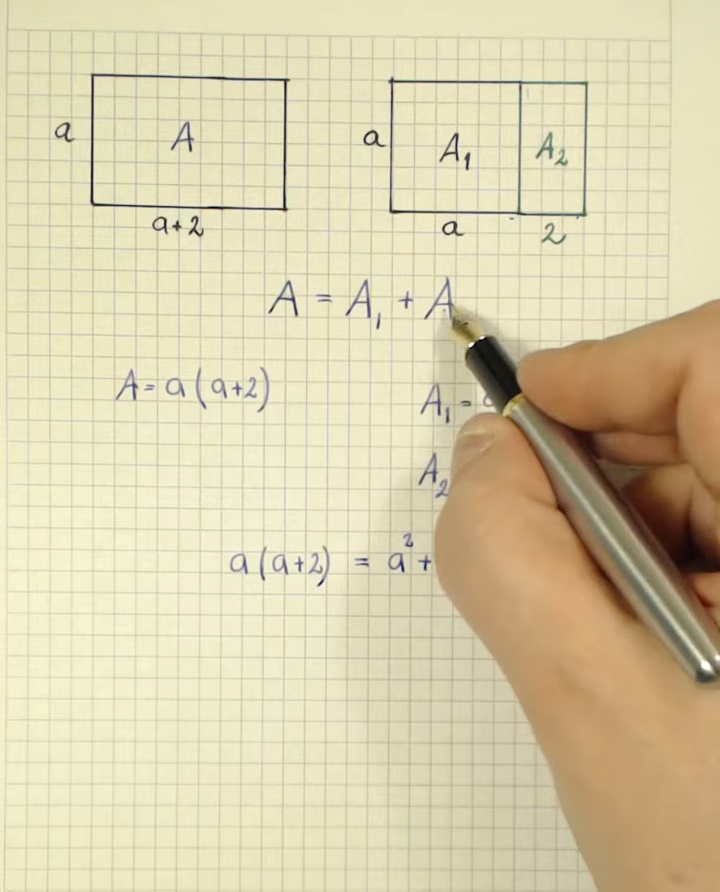 a A a A₁ A₂
a+2 a 2
A = A₁ + A
A = a(a+2) A₁ =
A₂
a(a+2) = a² +